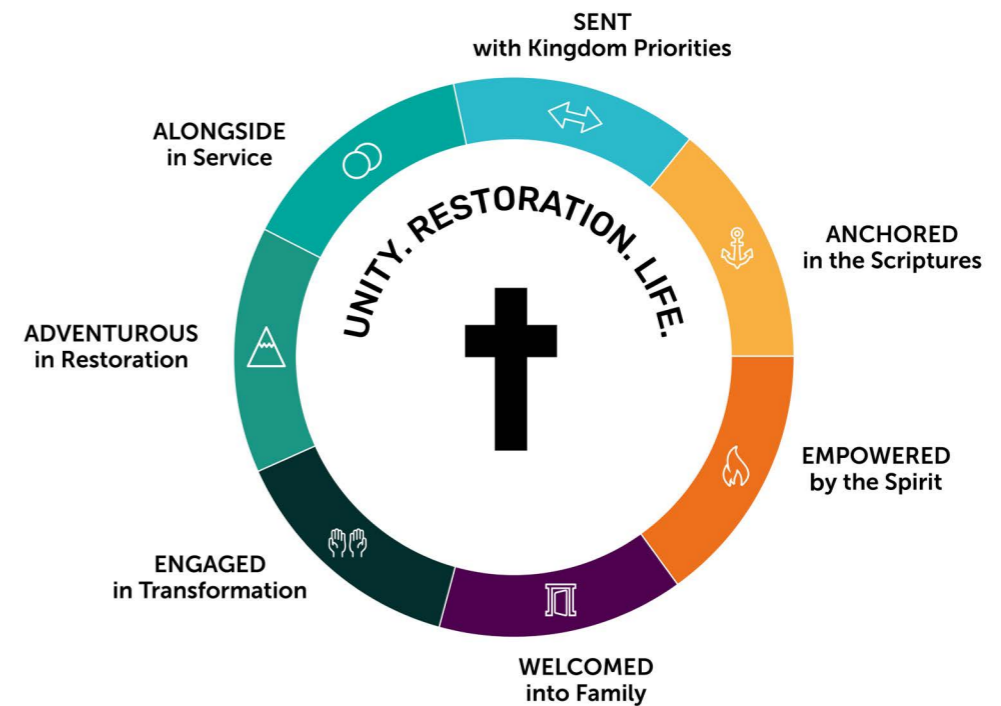 SENT
with Kingdom Priorities
ALONGSIDE
in Service
UNITY. RESTORATION. LIFE.
ANCHORED
in the Scriptures
ADVENTUROUS
in Restoration
EMPOWERED
by the Spirit
ENGAGED
in Transformation
WELCOMED
into Family